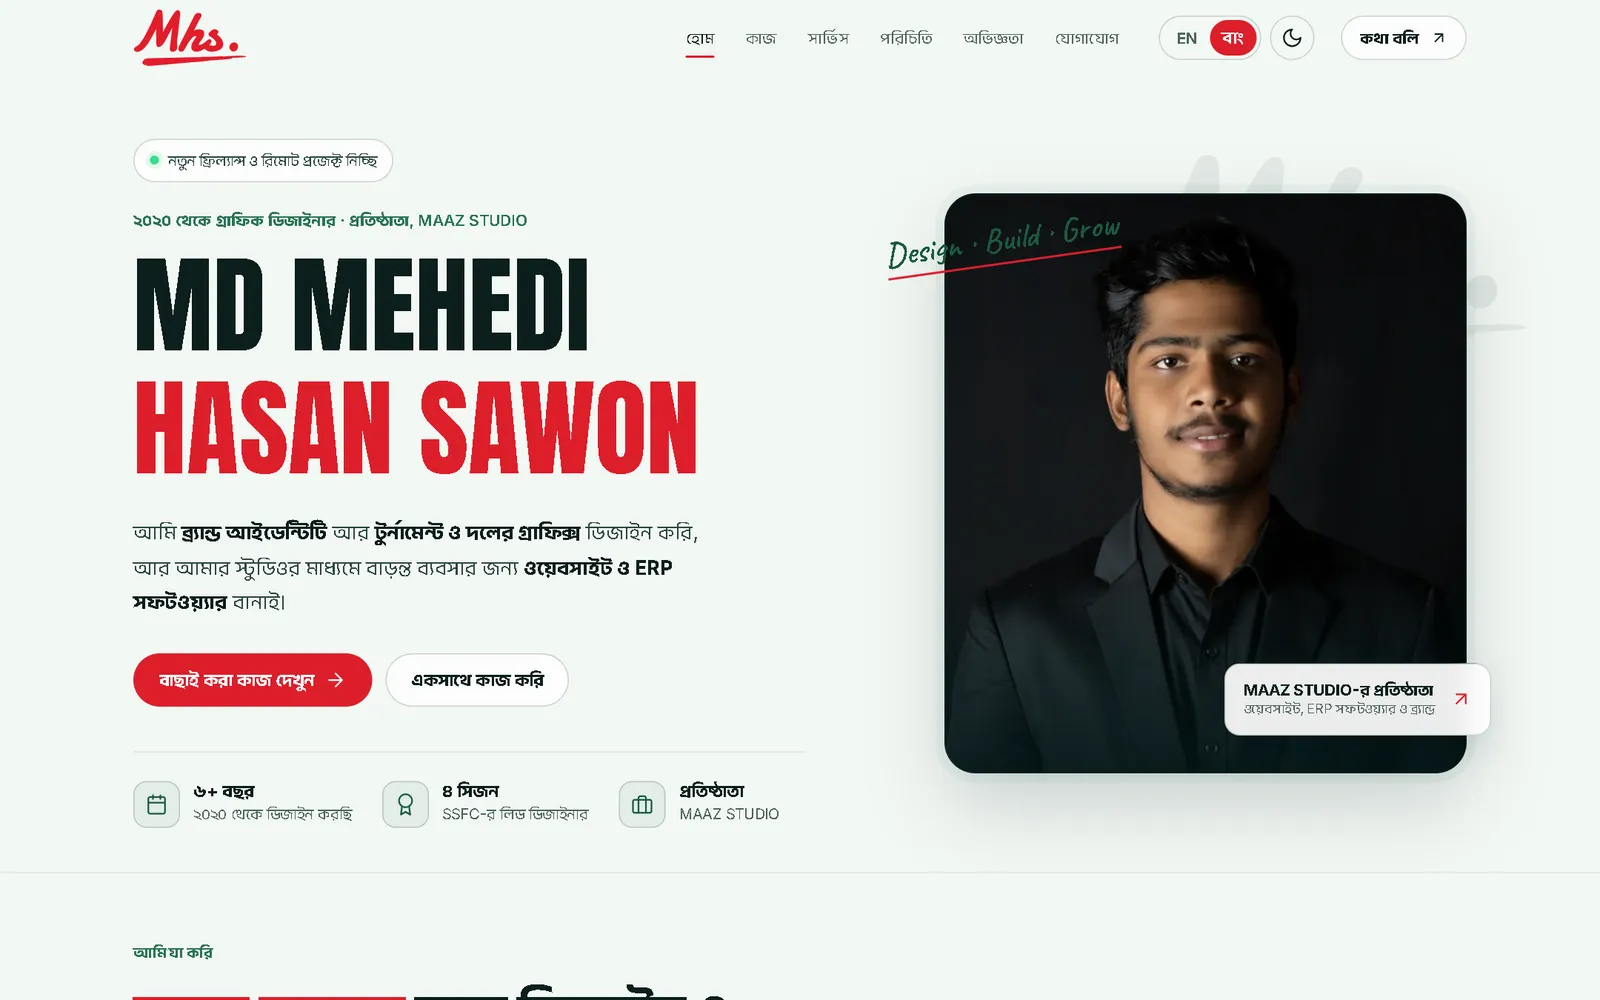 Mhs.
হোম কাজ সার্ভিস পরিচিতি অভিজ্ঞতা যোগাযোগ EN বাং কথা বলি
নতুন ফ্রিল্যান্স ও রিমোট প্রজেক্ট নিচ্ছি
২০২০ থেকে গ্রাফিক ডিজাইনার · প্রতিষ্ঠাতা, MAAZ STUDIO
MD MEHEDI
HASAN SAWON
আমি ব্র্যান্ড আইডেন্টিটি আর টুর্নামেন্ট ও দলের গ্রাফিক্স ডিজাইন করি,
আর আমার স্টুডিওর মাধ্যমে বাড়ন্ত ব্যবসার জন্য ওয়েবসাইট ও ERP
সফটওয়্যার বানাই।
বাছাই করা কাজ দেখুন একসাথে কাজ করি
৬+ বছর
২০২০ থেকে ডিজাইন করছি
৪ সিজন
SSFC-র লিড ডিজাইনার
প্রতিষ্ঠাতা
MAAZ STUDIO
Design · Build · Grow
MAAZ STUDIO-র প্রতিষ্ঠাতা
ওয়েবসাইট, ERP সফটওয়্যার ও ব্র্যান্ড
আমি যা করি